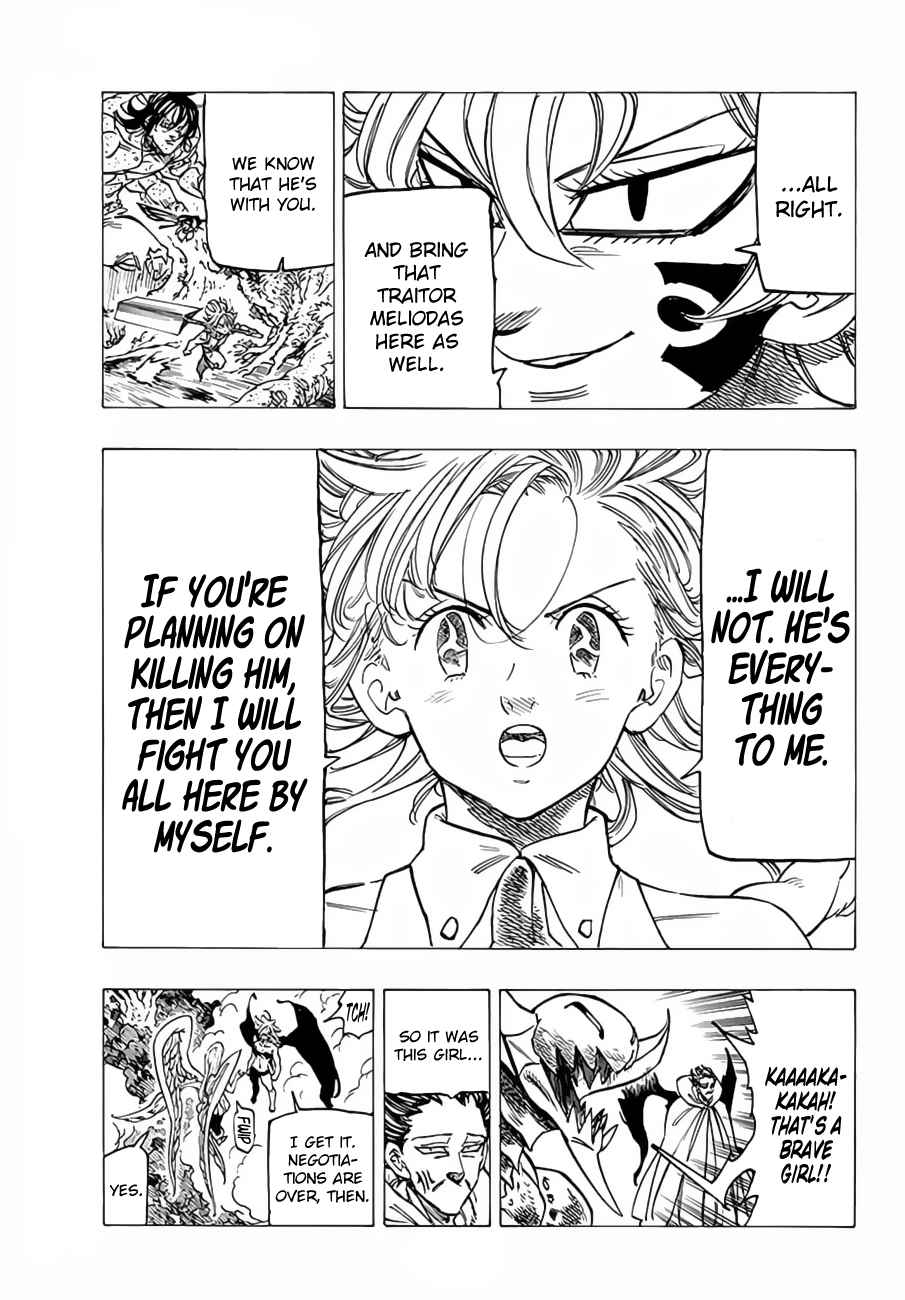 ...ALL
RIGHT.
AND BRING
THAT
TRAITOR
MELIODAS
HERE AS
WELL.
WE KNOW
THAT HE'S
WITH YOU.
...I WILL
NOT. HE'S
EVERY-
THING
TO ME.
IF YOU'RE
PLANNING ON
KILLING HIM,
THEN I WILL
FIGHT YOU
ALL HERE BY
MYSELF.
KAAAAKA-
KAKAH!
THAT'S A
BRAVE
GIRL!!
SO IT WAS
THIS GIRL...
TCH!
I GET IT.
NEGOTIA-
TIONS ARE
OVER, THEN.
FWIP
YES.